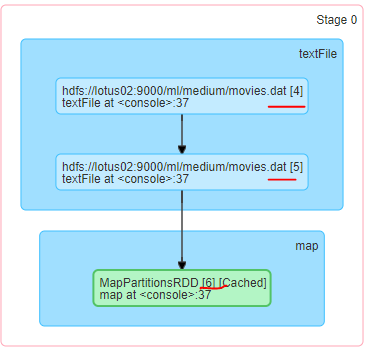 Stage 0
textFile
hdfs://lotus02:9000/ml/medium/movies.dat [4]
textFile at <console>:37
hdfs://lotus02:9000/ml/medium/movies.dat [5]
textFile at <console>:37
map
MapPartitionsRDD [6] [Cached]
map at <console>:37